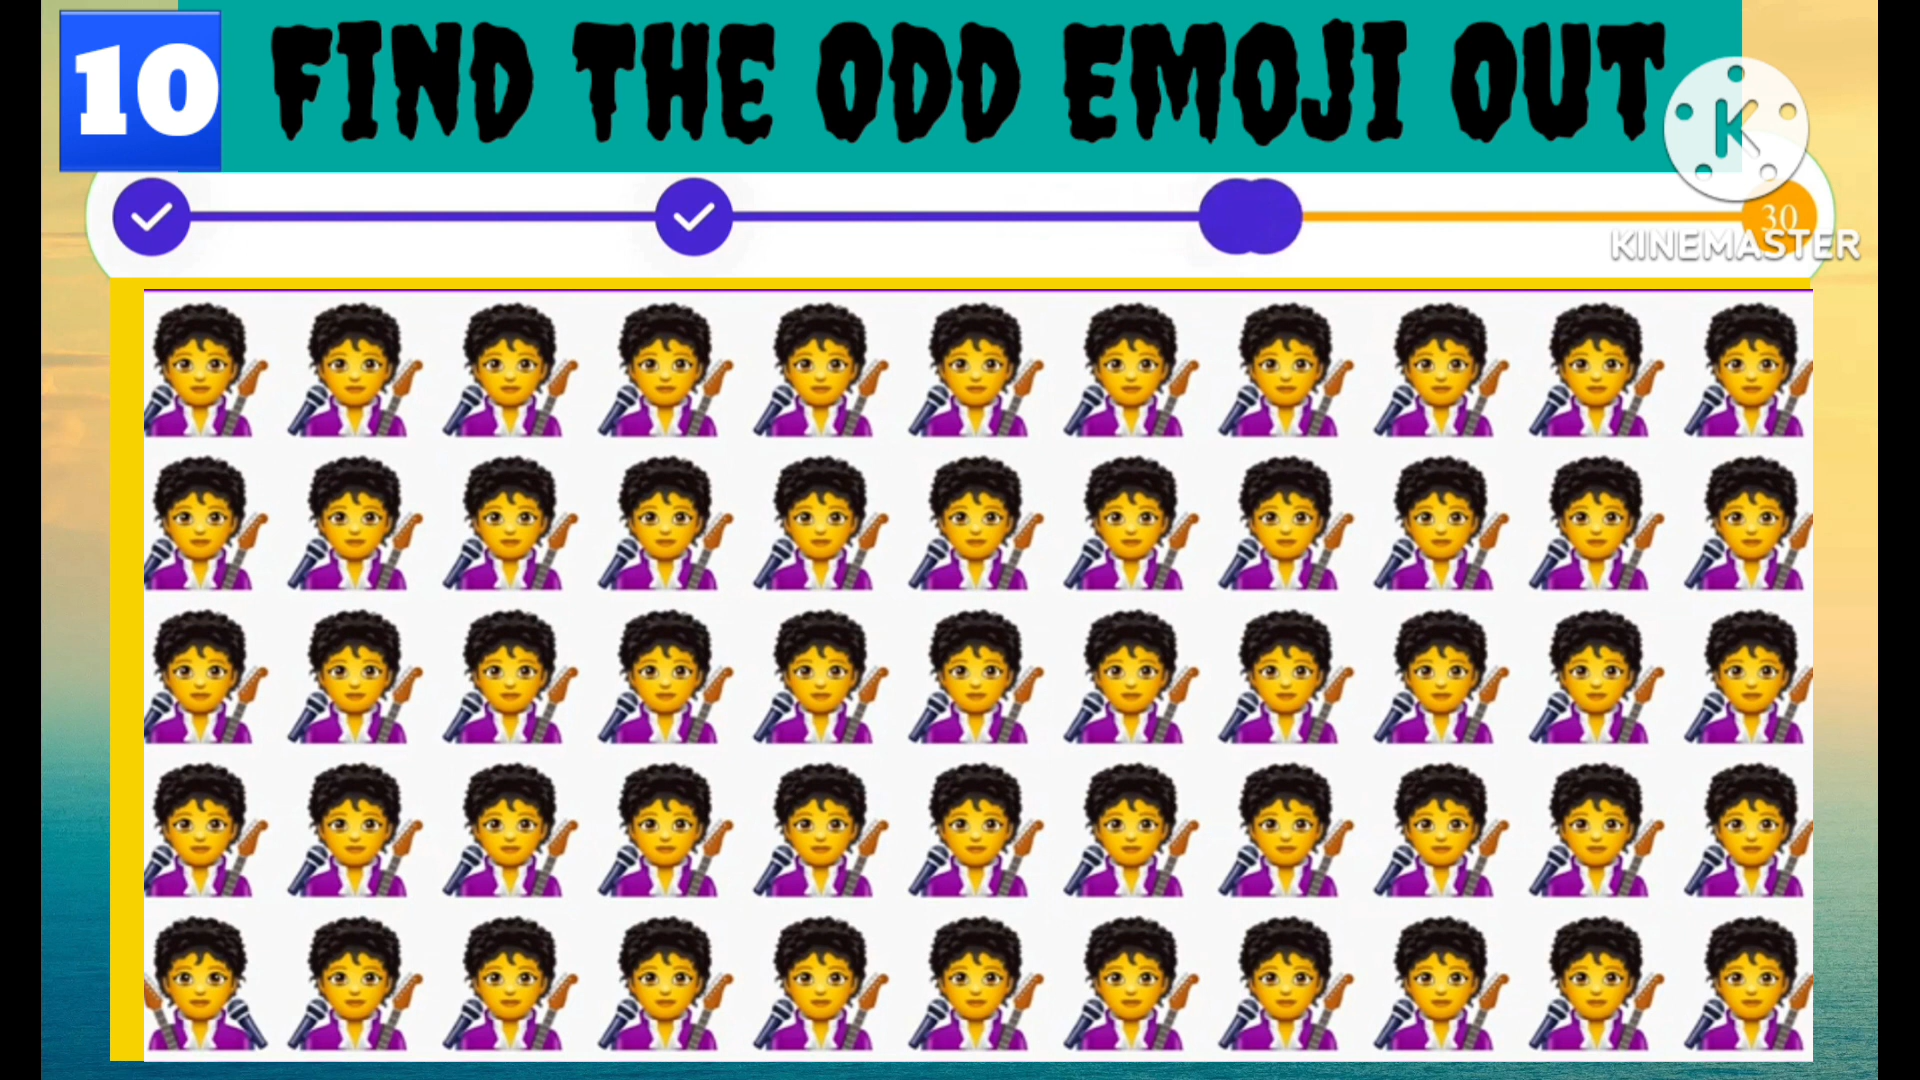 10
FIND THE ODD EMOJI OUT
K
30
KINEMASTER